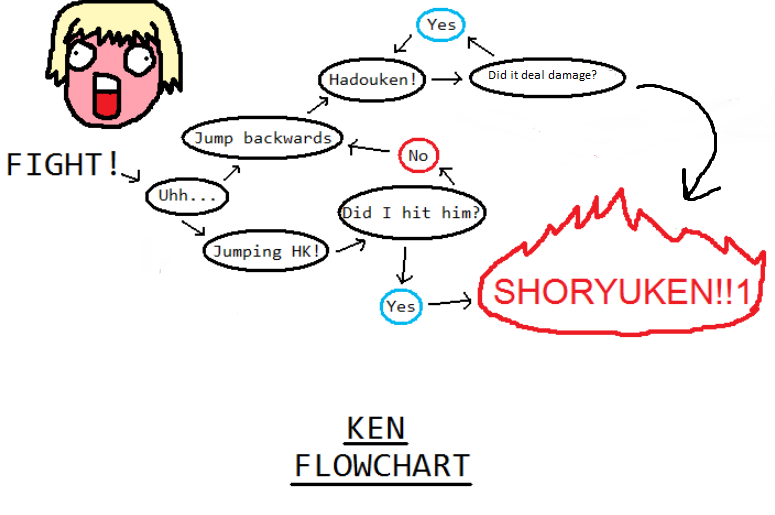 Yes
Hadouken!
Did it deal damage?
Jump backwards
No
FIGHT!
Uhh...
Did I hit him?
Jumping HK!
Yes
SHORYUKEN!!1
KEN
FLOWCHART